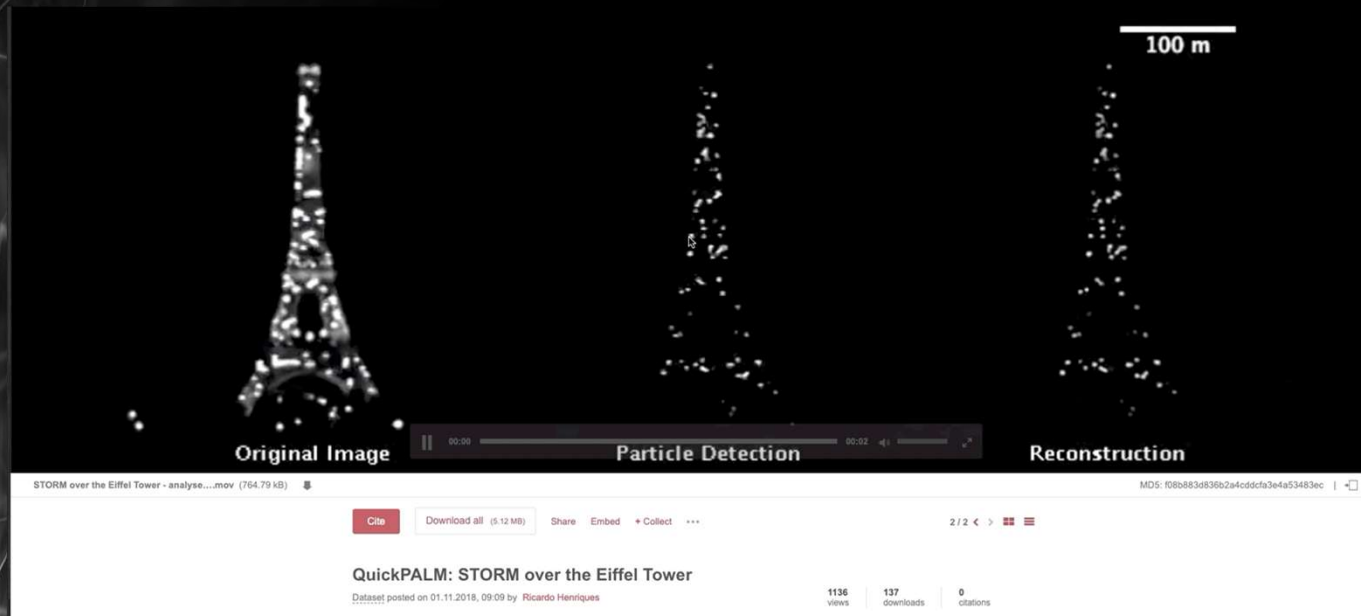 100 m
00:00
00:02
Original Image
Particle Detection
Reconstruction
STORM over the Eiffel Tower - analyse....mov (764.79 kB)
MD5: f08b883d836b2a4cddcfa3e4a53483ec |
Cite
Download all (5.12 MB)
Share
Embed
+ Collect
•••
2 / 2
QuickPALM: STORM over the Eiffel Tower
Dataset posted on 01.11.2018, 09:09 by Ricardo Henriques
1136
views
137
downloads
0
citations